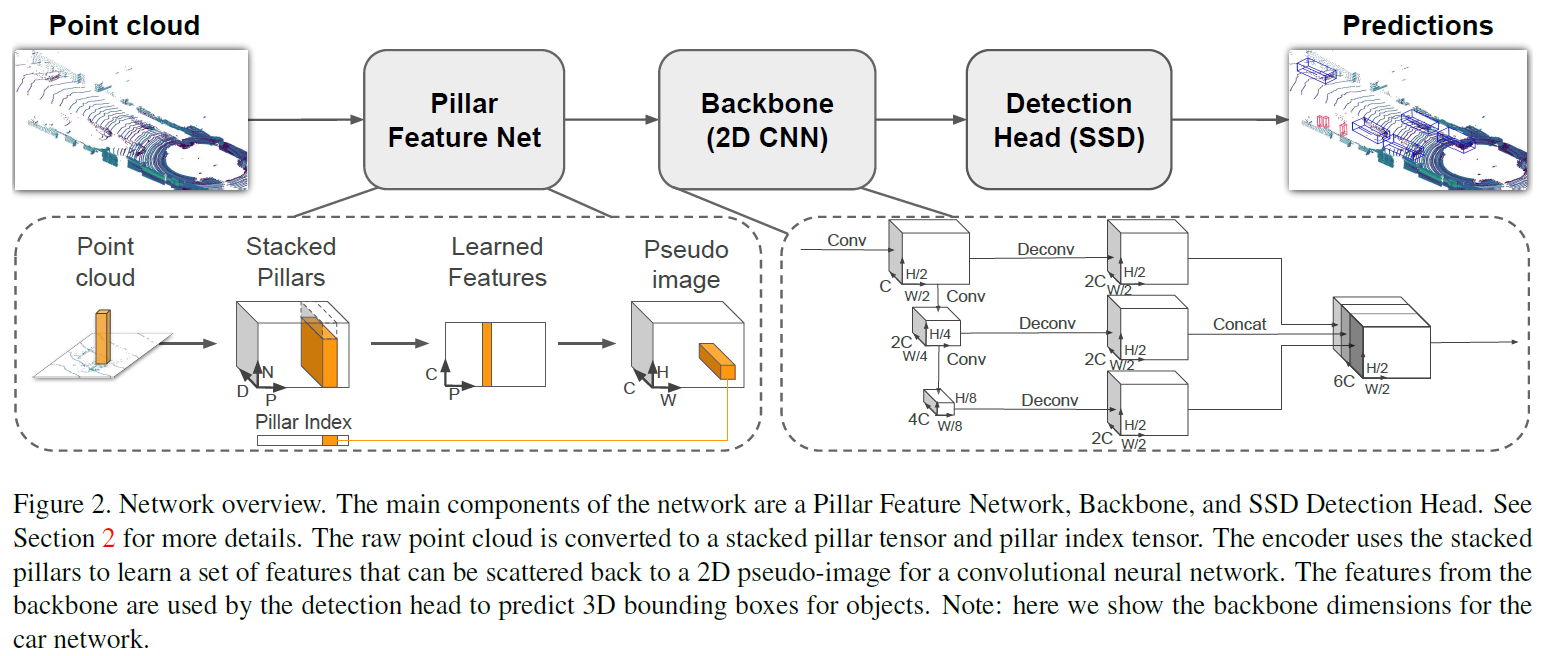 Point cloud
Predictions
Pillar
Feature Net
Backbone
(2D CNN)
Detection
Head (SSD)
Point
cloud
Stacked
Pillars
Learned
Features
Pseudo
image
D
N
P
C
P
C
H
W
Pillar Index
Conv
C
H/2
W/2
Conv
2C
H/4
W/4
Conv
4C
H/8
W/8
Deconv
2C
H/2
W/2
Deconv
2C
H/2
W/2
Deconv
2C
H/2
W/2
Concat
6C
H/2
W/2
Figure 2. Network overview. The main components of the network are a Pillar Feature Network, Backbone, and SSD Detection Head. See
Section 2 for more details. The raw point cloud is converted to a stacked pillar tensor and pillar index tensor. The encoder uses the stacked
pillars to learn a set of features that can be scattered back to a 2D pseudo-image for a convolutional neural network. The features from the
backbone are used by the detection head to predict 3D bounding boxes for objects. Note: here we show the backbone dimensions for the
car network.